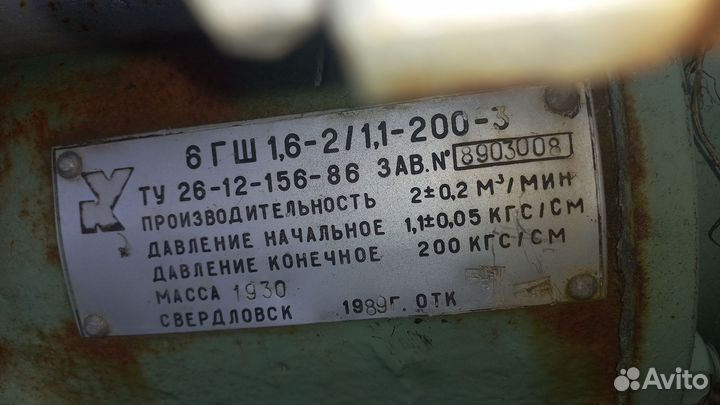 6 ГШ 1,6-2/1,1-200-3
ТУ 26-12-156-86 ЗАВ.№ 8903008
ПРОИЗВОДИТЕЛЬНОСТЬ 2±0,2 М³/МИН
ДАВЛЕНИЕ НАЧАЛЬНОЕ 1,1±0,05 КГС/СМ
ДАВЛЕНИЕ КОНЕЧНОЕ 200 КГС/СМ
МАССА 1930
СВЕРДЛОВСК 1989г. ОТК
Avito